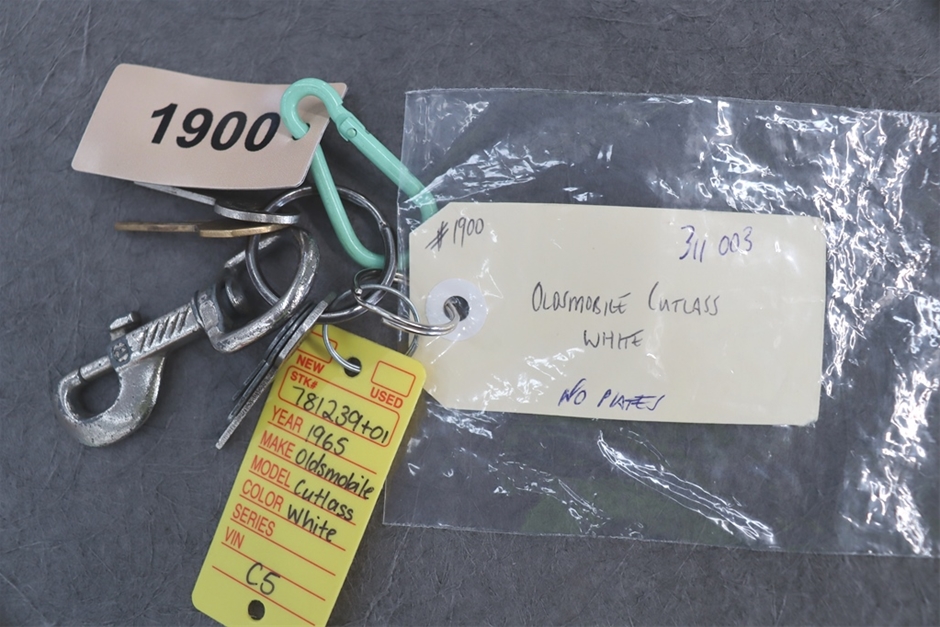 1900
#1900
311 003
OLDSMOBILE CUTLASS
WHITE
NO PLATES
NEW
USED
STK#
781239+01
YEAR 1965
MAKE Oldsmobile
MODEL Cutlass
COLOR White
SERIES
VIN
C5